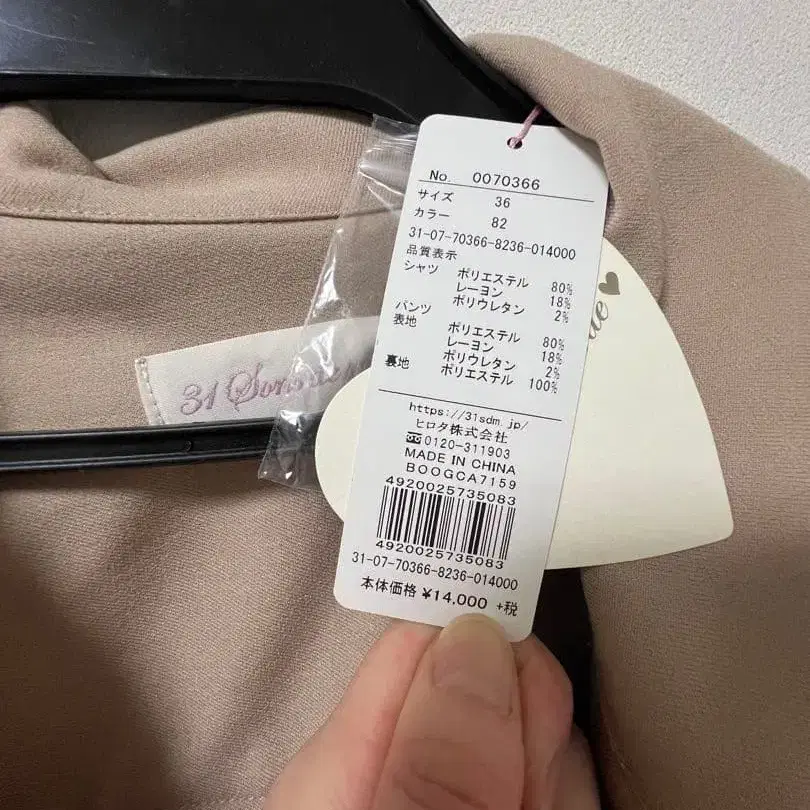 No. 0070366
サイズ 36
カラー 82
31-07-70366-8236-014000
品質表示
シャツ ポリエステル 80%
レーヨン 18%
ポリウレタン 2%
パンツ
表地 ポリエステル 80%
レーヨン 18%
ポリウレタン 2%
裏地 ポリエステル 100%
https://31sdm.jp/
ヒロタ株式会社
0120-311903
MADE IN CHINA
BOOGCA7159
4920025735083
4920025735083
31-07-70366-8236-014000
本体価格 ¥14,000 +税
31